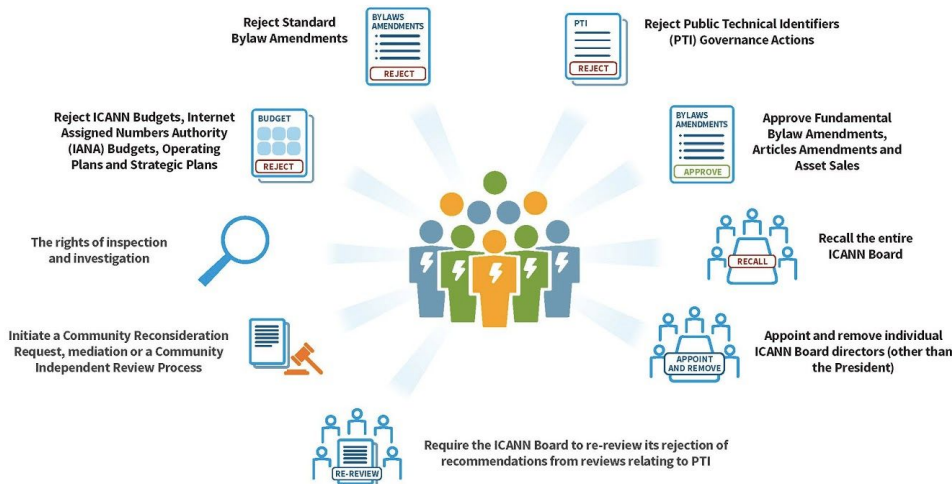 Reject Standard
Bylaw Amendments
BYLAWS
AMENDMENTS
REJECT
PTI
REJECT
Reject Public Technical Identifiers
(PTI) Governance Actions
Reject ICANN Budgets, Internet
Assigned Numbers Authority
(IANA) Budgets, Operating
Plans and Strategic Plans
BUDGET
REJECT
BYLAWS
AMENDMENTS
APPROVE
Approve Fundamental
Bylaw Amendments,
Articles Amendments and
Asset Sales
The rights of inspection
and investigation
RECALL
Recall the entire
ICANN Board
Initiate a Community Reconsideration
Request, mediation or a Community
Independent Review Process
APPOINT
AND REMOVE
Appoint and remove individual
ICANN Board directors (other than
the President)
RE-REVIEW
Require the ICANN Board to re-review its rejection of
recommendations from reviews relating to PTI